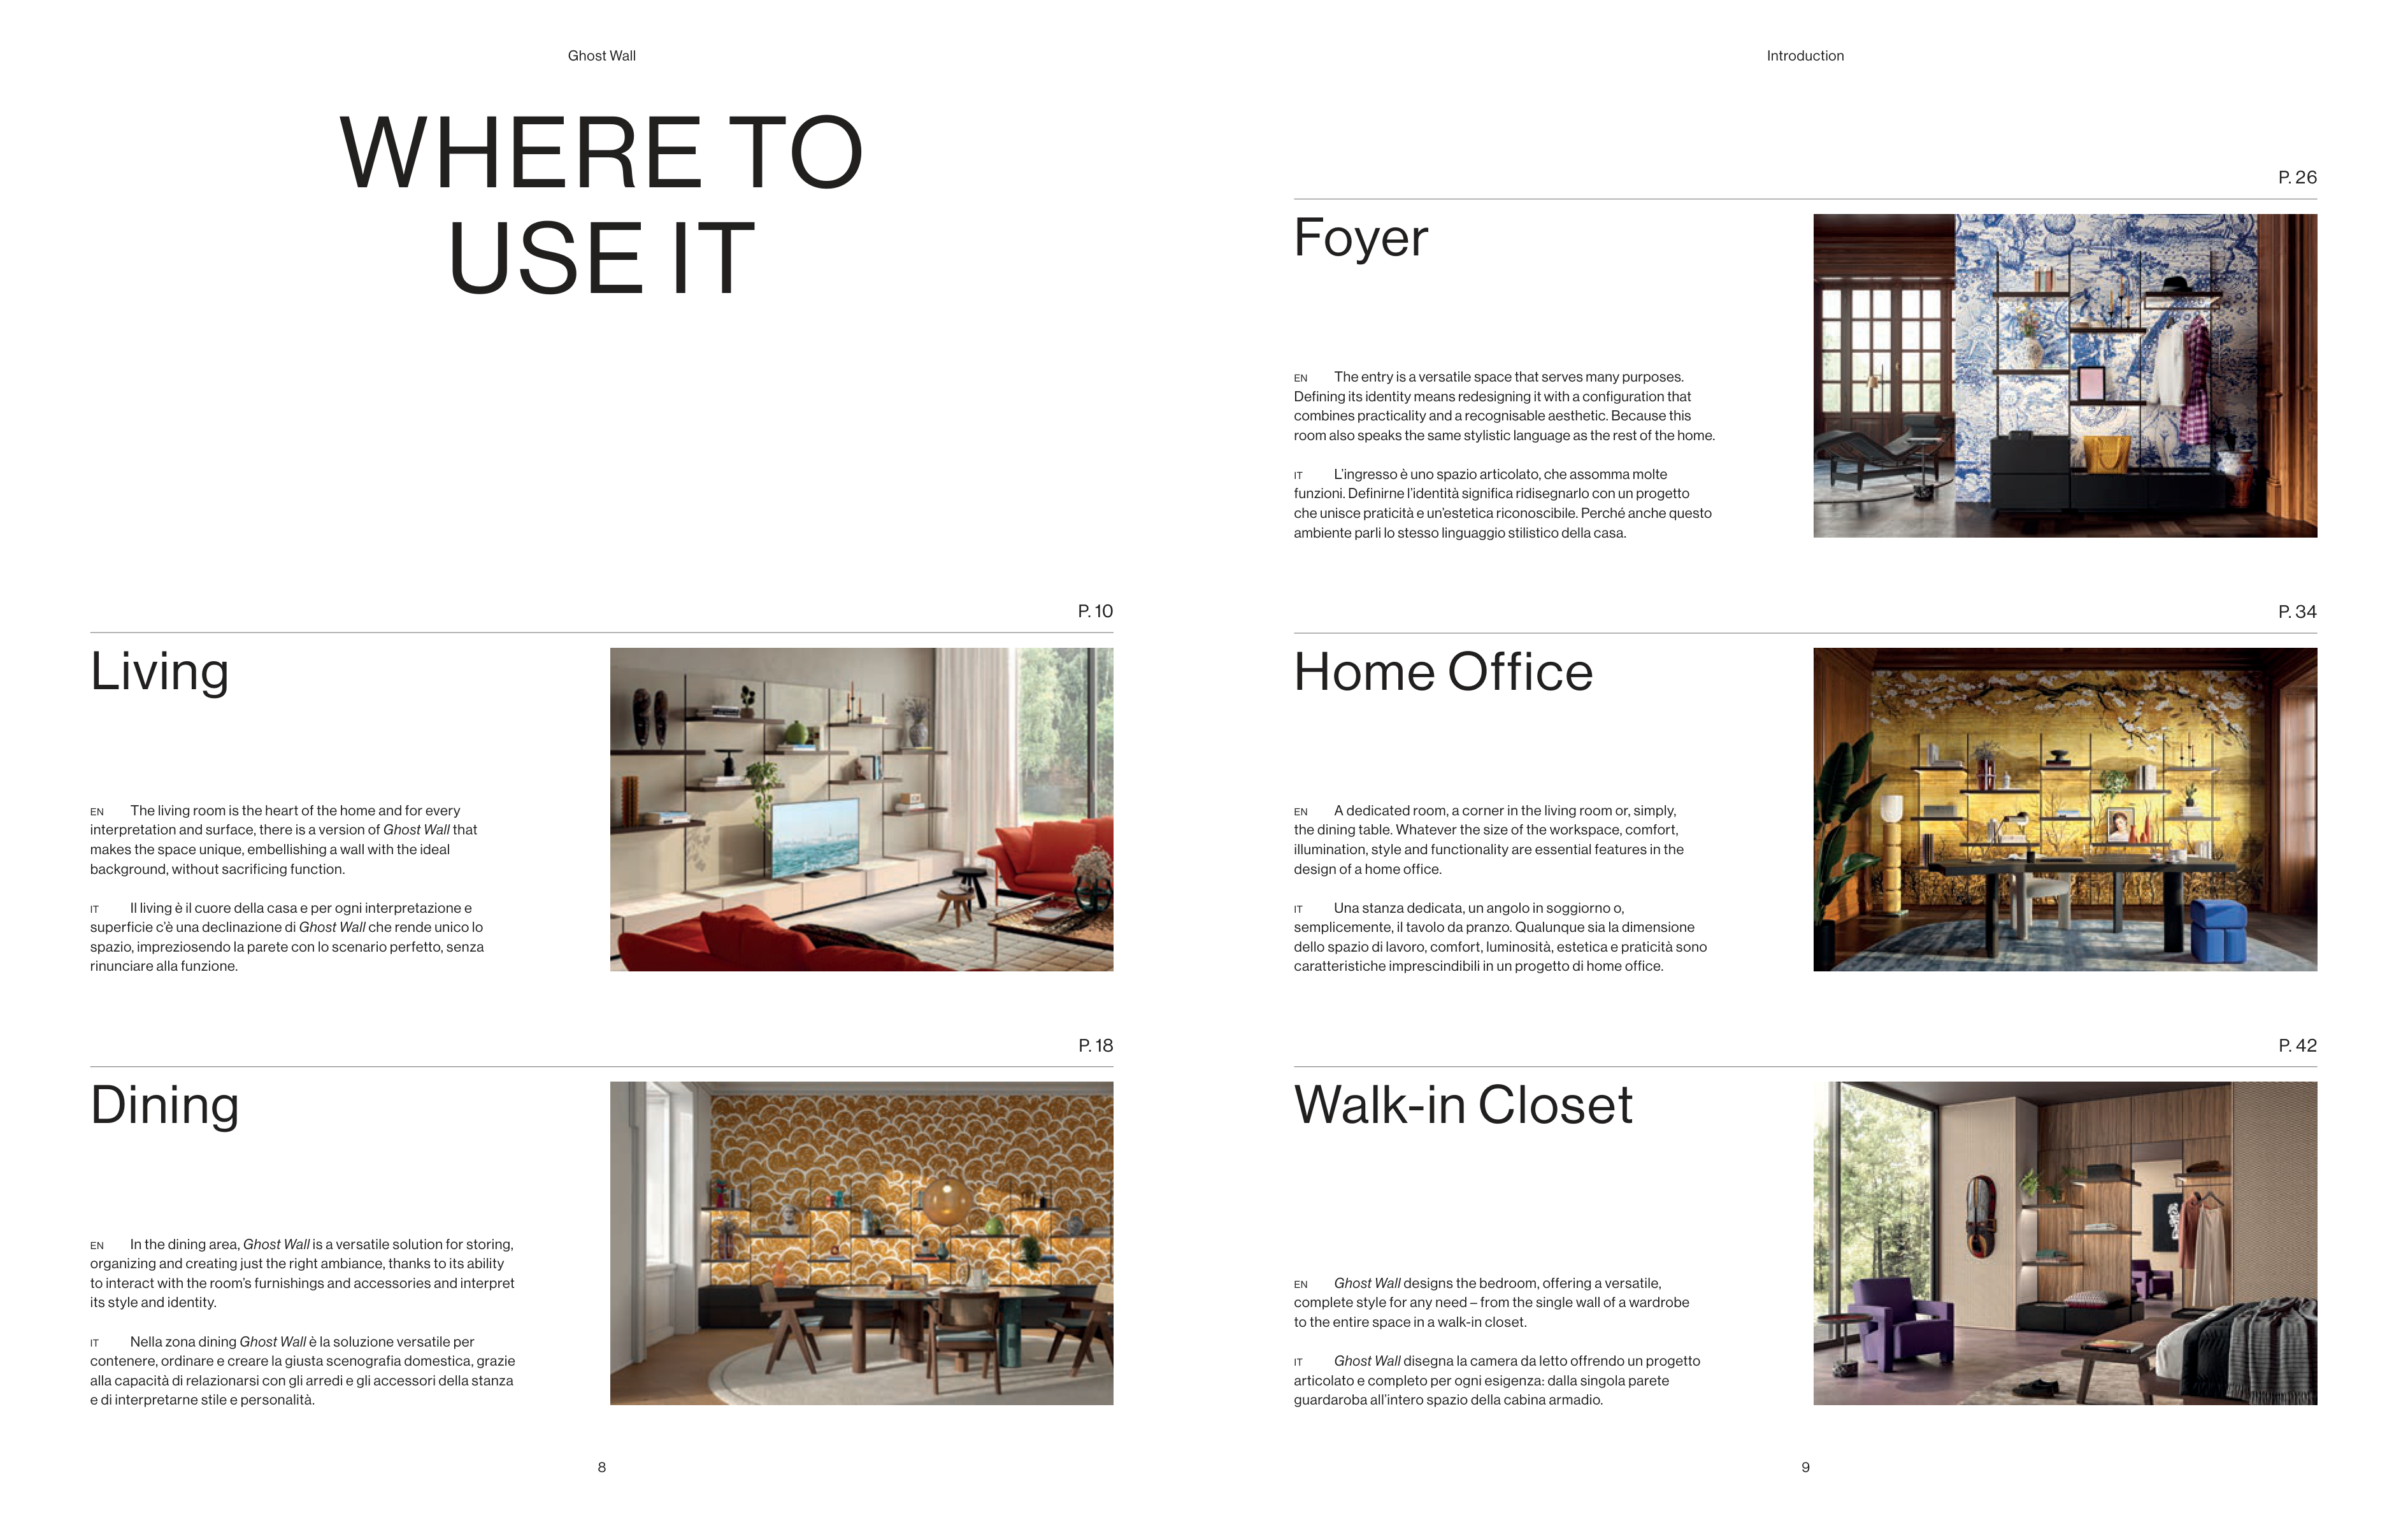 Ghost Wall
WHERE TO
USE IT
P. 10
Living
EN The living room is the heart of the home and for every
interpretation and surface, there is a version of Ghost Wall that
makes the space unique, embellishing a wall with the ideal
background, without sacrificing function.
IT Il living è il cuore della casa e per ogni interpretazione e
superficie c’è una declinazione di Ghost Wall che rende unico lo
spazio, impreziosendo la parete con lo scenario perfetto, senza
rinunciare alla funzione.
P. 18
Dining
EN In the dining area, Ghost Wall is a versatile solution for storing,
organizing and creating just the right ambiance, thanks to its ability
to interact with the room’s furnishings and accessories and interpret
its style and identity.
IT Nella zona dining Ghost Wall è la soluzione versatile per
contenere, ordinare e creare la giusta scenografia domestica, grazie
alla capacità di relazionarsi con gli arredi e gli accessori della stanza
e di interpretarne stile e personalità.
8
Introduction
P. 26
Foyer
EN The entry is a versatile space that serves many purposes.
Defining its identity means redesigning it with a configuration that
combines practicality and a recognisable aesthetic. Because this
room also speaks the same stylistic language as the rest of the home.
IT L’ingresso è uno spazio articolato, che assomma molte
funzioni. Definirne l’identità significa ridisegnarlo con un progetto
che unisce praticità e un’estetica riconoscibile. Perché anche questo
ambiente parli lo stesso linguaggio stilistico della casa.
P. 34
Home Office
EN A dedicated room, a corner in the living room or, simply,
the dining table. Whatever the size of the workspace, comfort,
illumination, style and functionality are essential features in the
design of a home office.
IT Una stanza dedicata, un angolo in soggiorno o,
semplicemente, il tavolo da pranzo. Qualunque sia la dimensione
dello spazio di lavoro, comfort, luminosità, estetica e praticità sono
caratteristiche imprescindibili in un progetto di home office.
P. 42
Walk-in Closet
EN Ghost Wall designs the bedroom, offering a versatile,
complete style for any need – from the single wall of a wardrobe
to the entire space in a walk-in closet.
IT Ghost Wall disegna la camera da letto offrendo un progetto
articolato e completo per ogni esigenza: dalla singola parete
guardaroba all’intero spazio della cabina armadio.
9